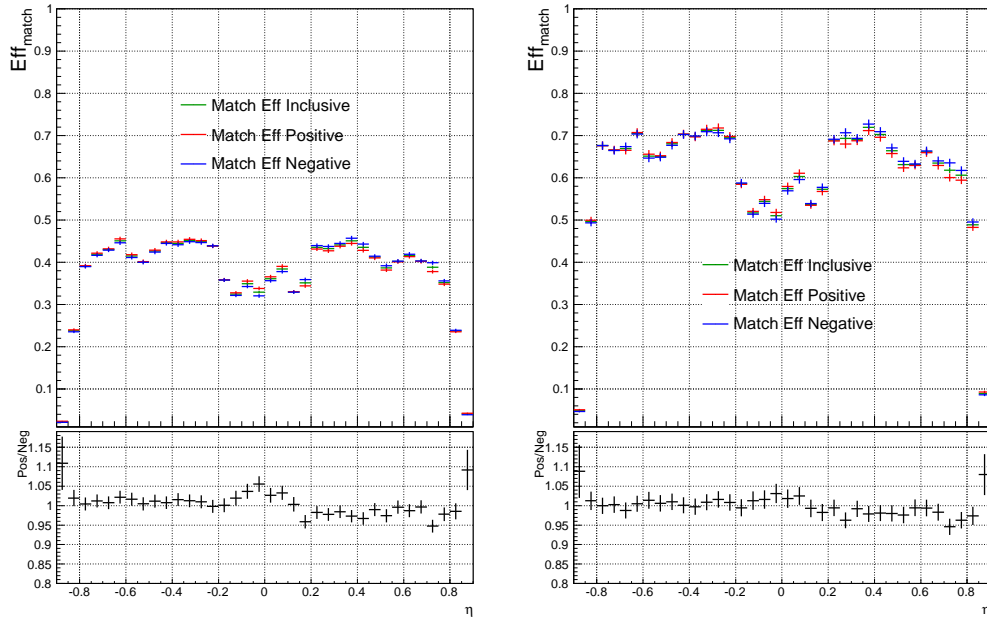 Eff_match
1
0.9
0.8
0.7
0.6
0.5
0.4
0.3
0.2
0.1
Match Eff Inclusive
Match Eff Positive
Match Eff Negative
Pos/Neg
1.15
1.1
1.05
1
0.95
0.9
0.85
0.8
-0.8 -0.6 -0.4 -0.2 0 0.2 0.4 0.6 0.8
η
Eff_match
1
0.9
0.8
0.7
0.6
0.5
0.4
0.3
0.2
0.1
Match Eff Inclusive
Match Eff Positive
Match Eff Negative
Pos/Neg
1.15
1.1
1.05
1
0.95
0.9
0.85
0.8
-0.8 -0.6 -0.4 -0.2 0 0.2 0.4 0.6 0.8
η